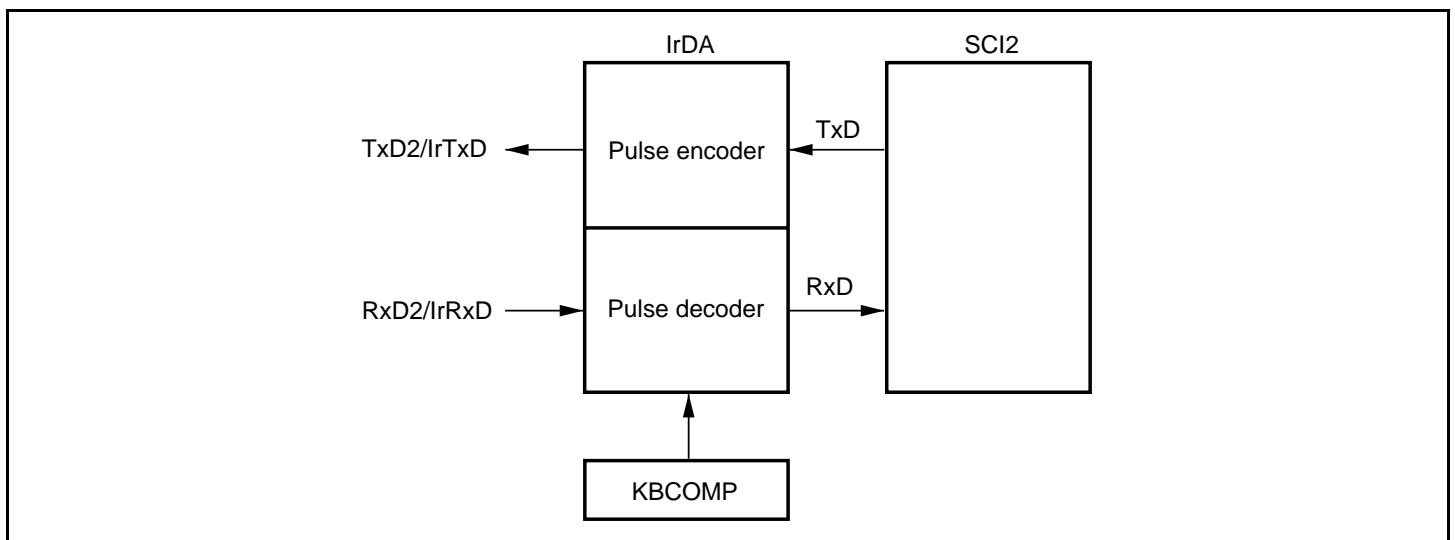 IrDA
SCI2
TxD
TxD2/IrTxD
Pulse encoder
RxD
RxD2/IrRxD
Pulse decoder
KBCOMP